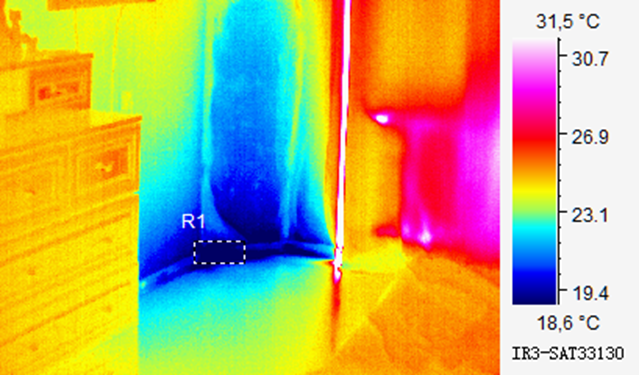 31,5 °C
30.7
26.9
R1
23.1
19.4
18,6 °C
IR3-SAT33130